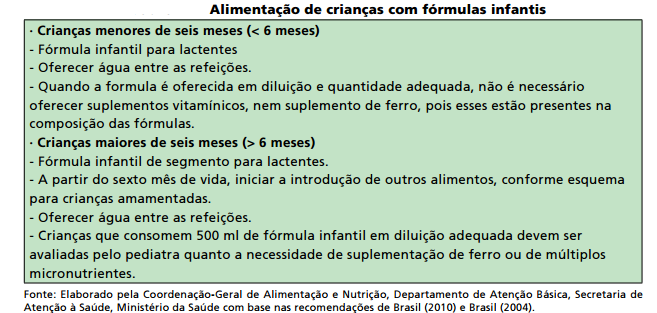 Alimentação de crianças com fórmulas infantis
· Crianças menores de seis meses (< 6 meses)
- Fórmula infantil para lactentes
- Oferecer água entre as refeições.
- Quando a formula é oferecida em diluição e quantidade adequada, não é necessário
oferecer suplementos vitamínicos, nem suplemento de ferro, pois esses estão presentes na
composição das fórmulas.
· Crianças maiores de seis meses (> 6 meses)
- Fórmula infantil de segmento para lactentes.
- A partir do sexto mês de vida, iniciar a introdução de outros alimentos, conforme esquema
para crianças amamentadas.
- Oferecer água entre as refeições.
- Crianças que consomem 500 ml de fórmula infantil em diluição adequada devem ser
avaliadas pelo pediatra quanto a necessidade de suplementação de ferro ou de múltiplos
micronutrientes.
Fonte: Elaborado pela Coordenação-Geral de Alimentação e Nutrição, Departamento de Atenção Básica, Secretaria de
Atenção à Saúde, Ministério da Saúde com base nas recomendações de Brasil (2010) e Brasil (2004).